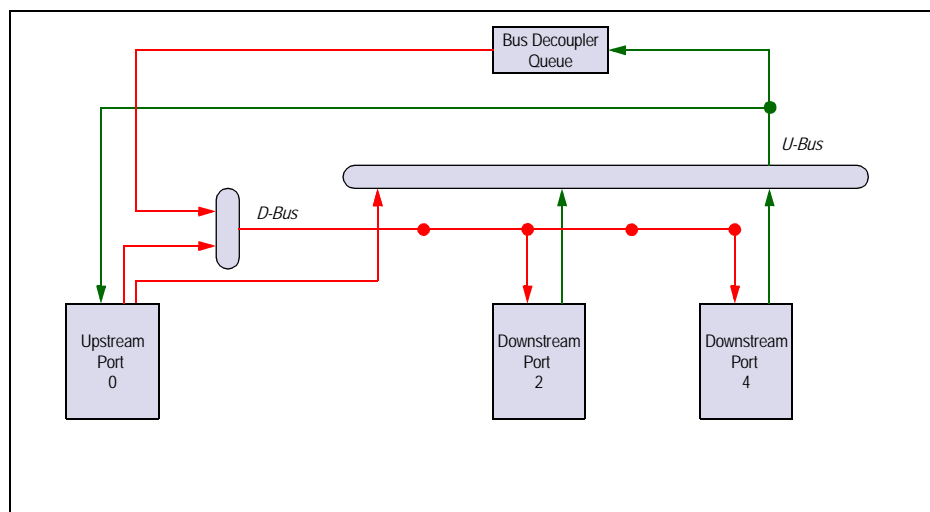 Bus Decoupler
Queue
U-Bus
D-Bus
Upstream
Port
0
Downstream
Port
2
Downstream
Port
4